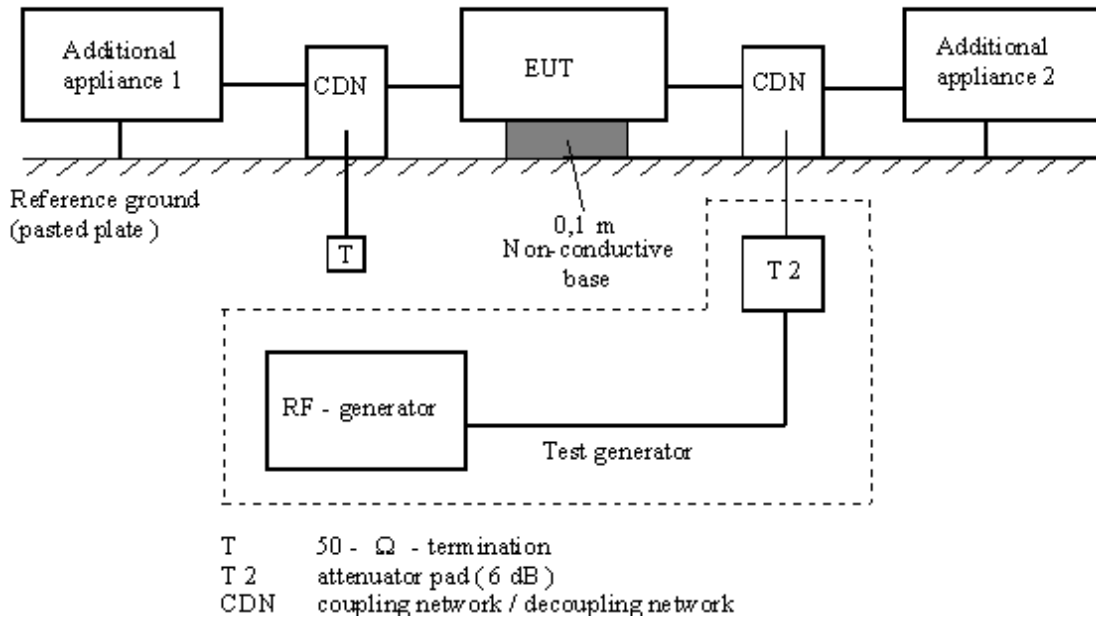 Additional
appliance 1
CDN
EUT
CDN
Additional
appliance 2
Reference ground
(pasted plate )
T
0,1 m
Non-conductive
base
T 2
RF - generator
Test generator
T 50 - Ω - termination
T 2 attenuator pad ( 6 dB )
CDN coupling network / decoupling network